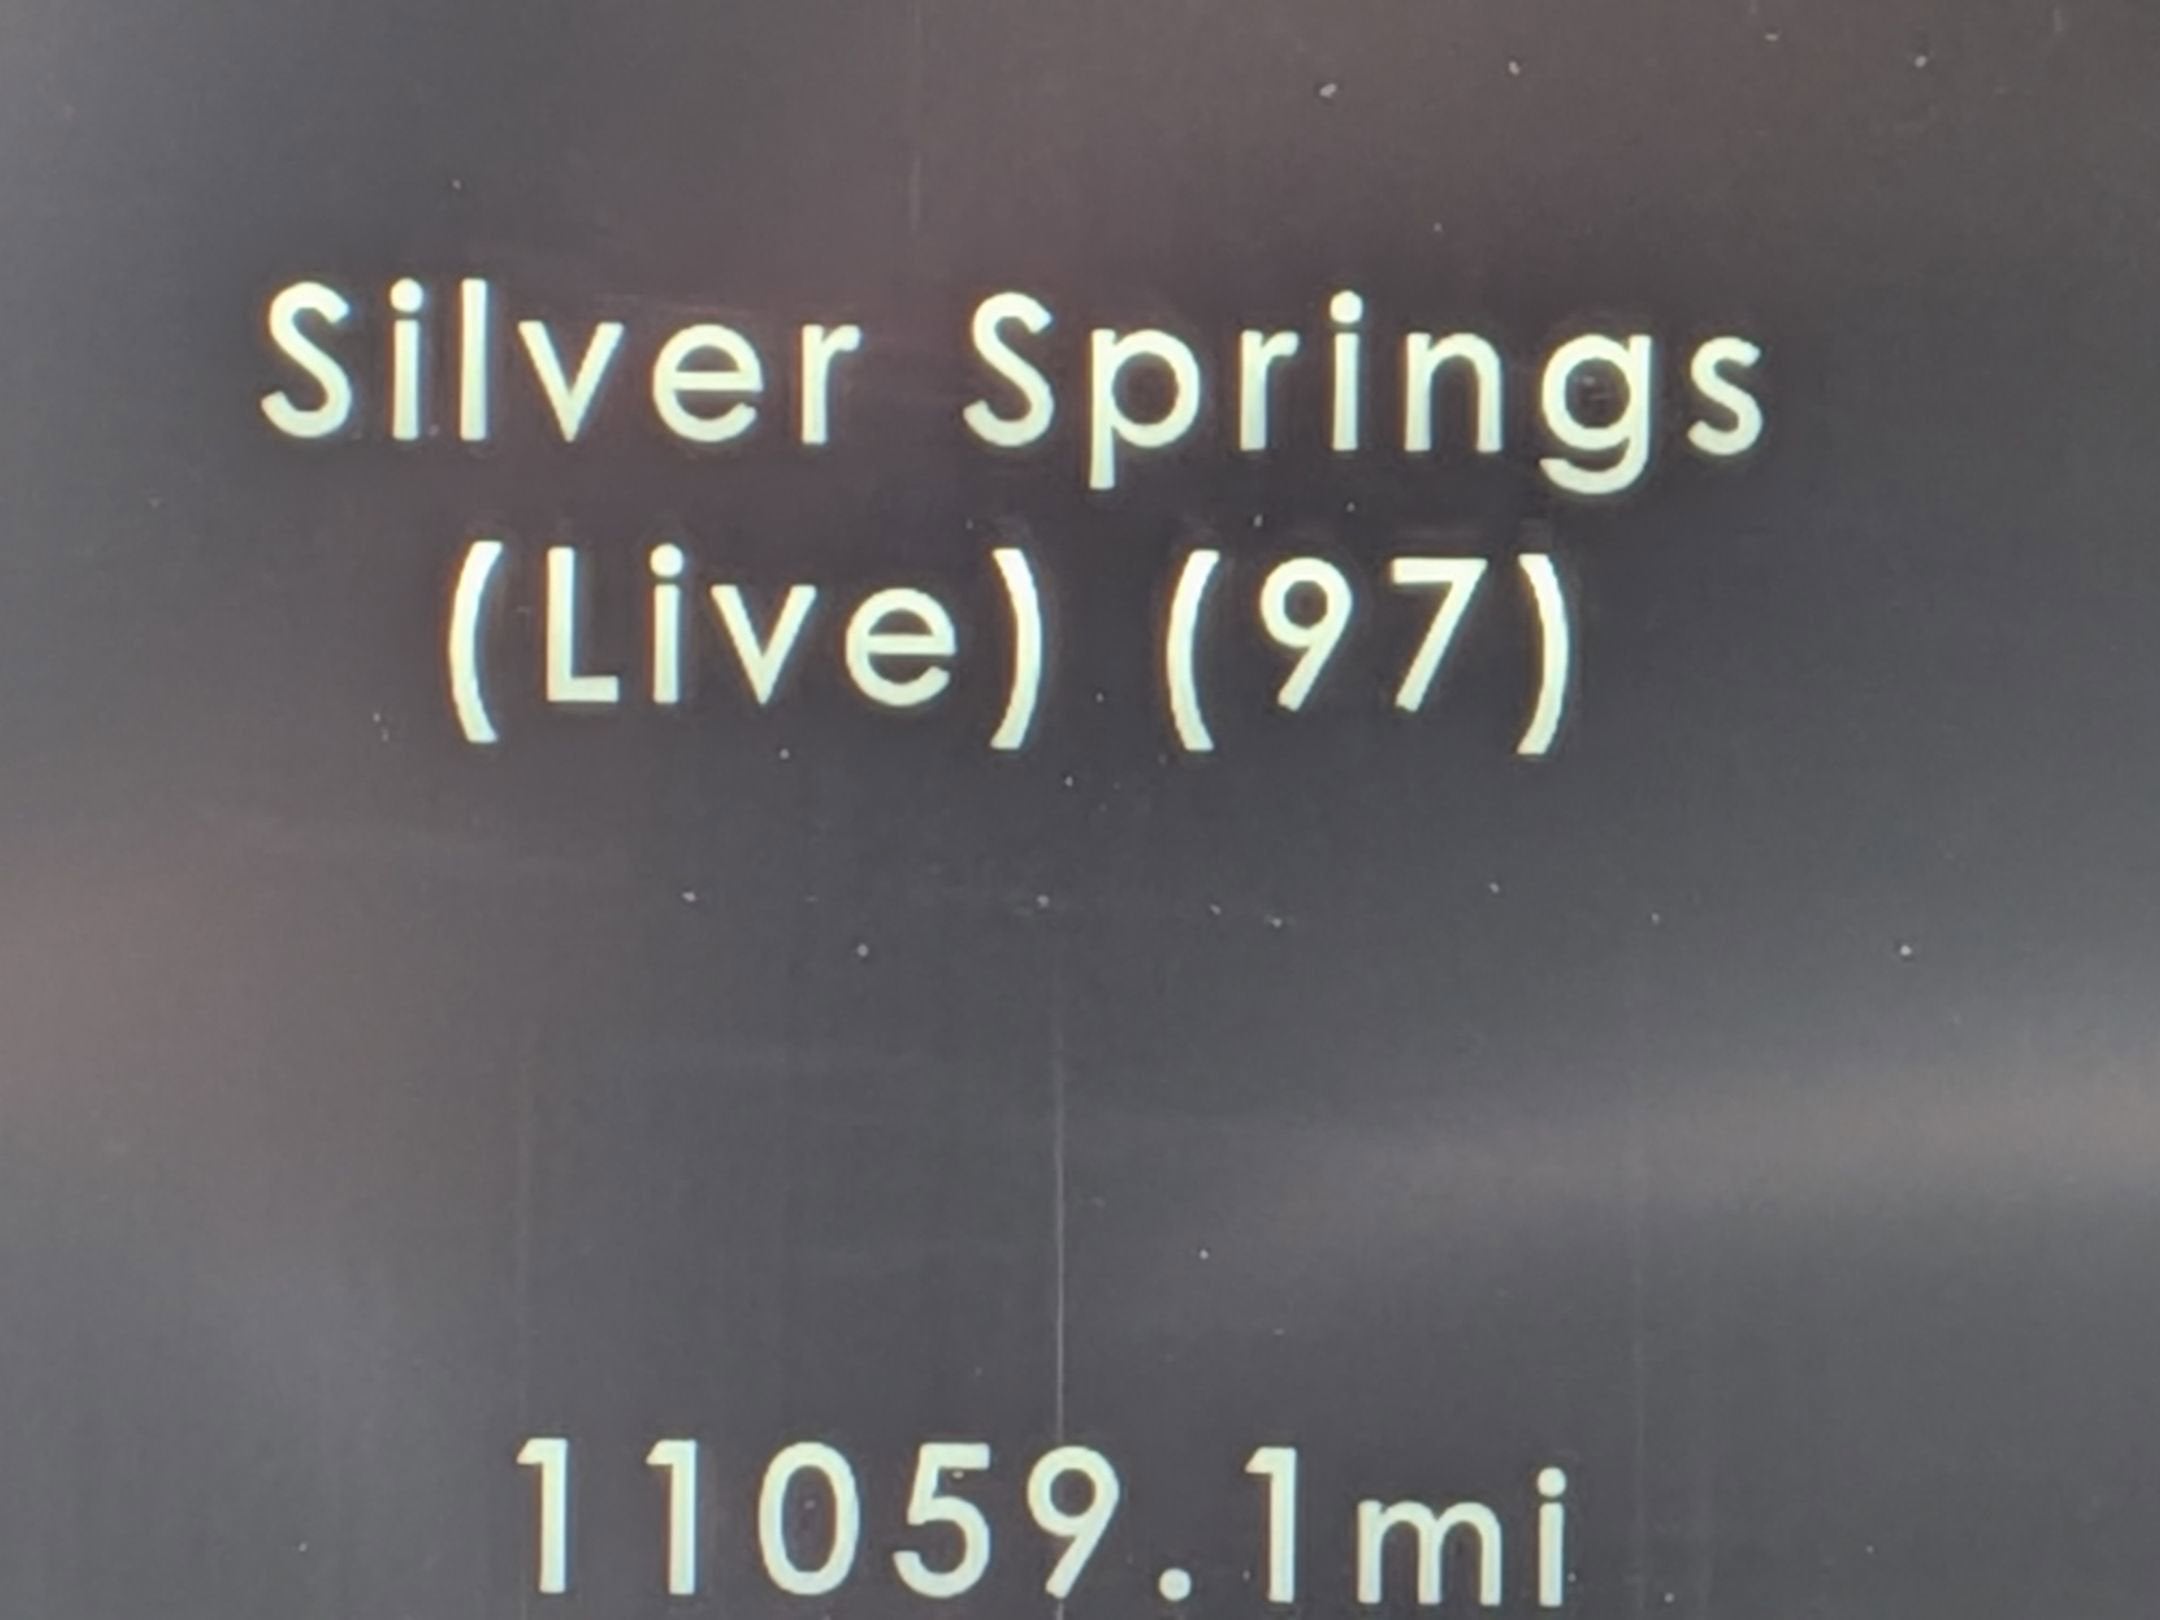 Silver Springs
(Live) (97)
11059.1mi